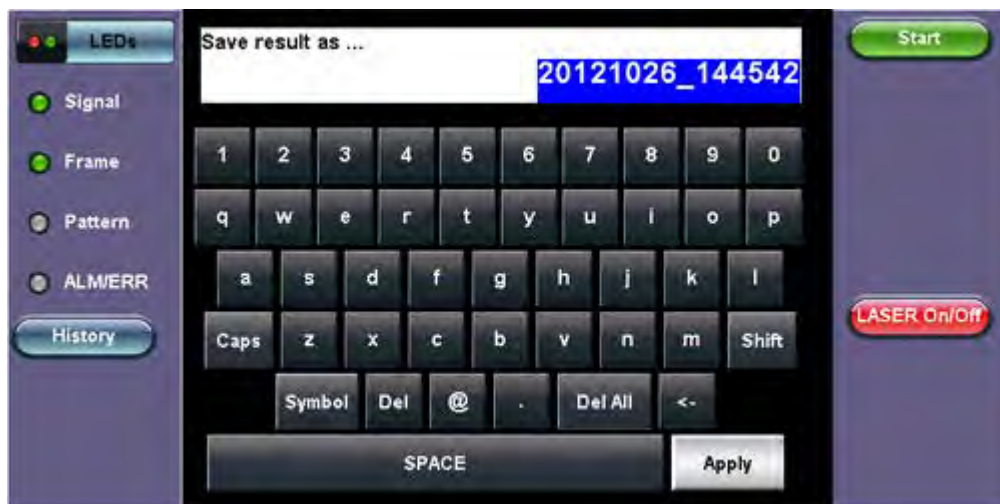 LEDs
Signal
Frame
Pattern
ALM/ERR
History
Save result as ...
20121026_144542
1 2 3 4 5 6 7 8 9 0
q w e r t y u i o p
a s d f g h j k l
Caps z x c v b n m Shift
Symbol Del @ . Del All <-
SPACE Apply
Start
LASER On/Off